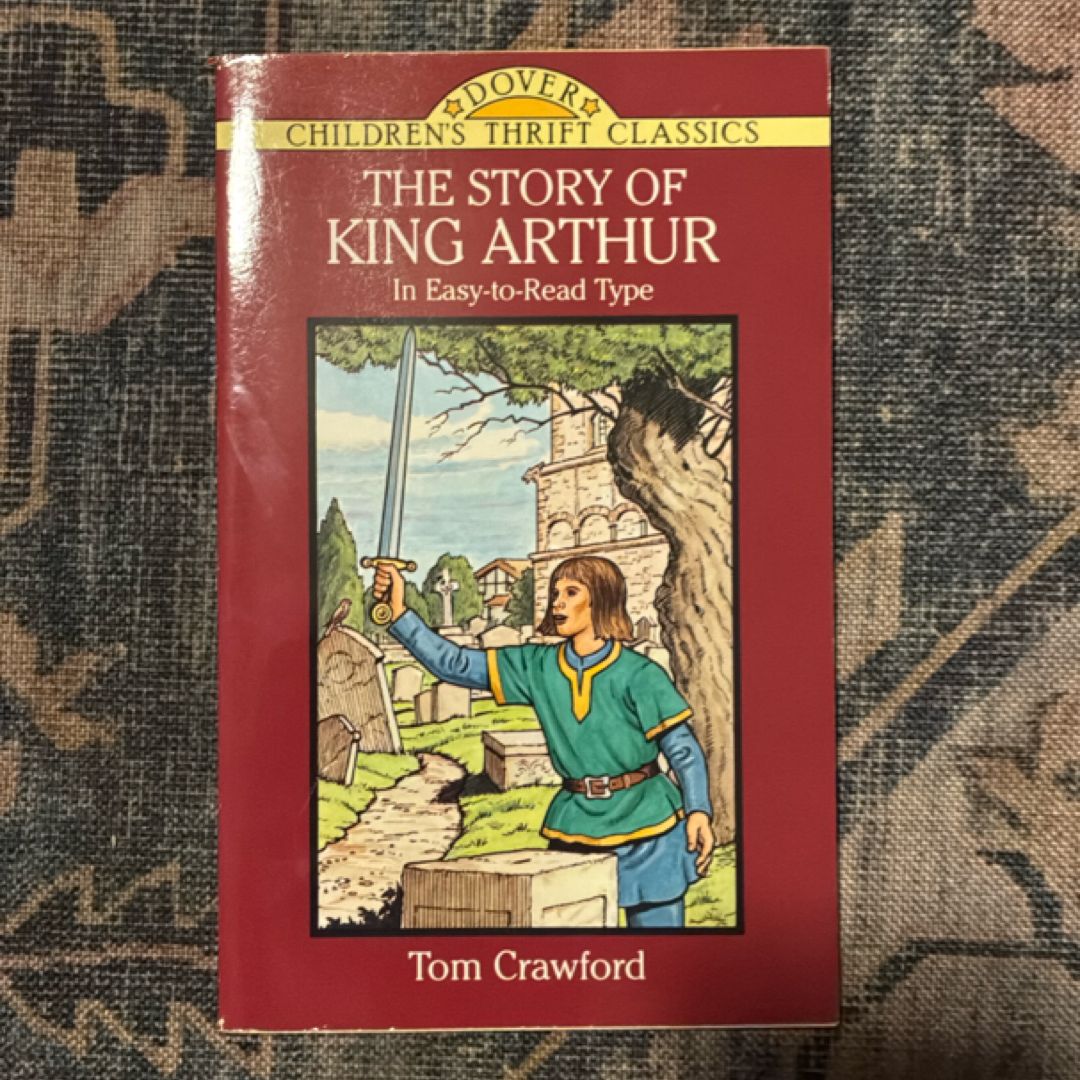 DOVER
CHILDREN'S THRIFT CLASSICS
THE STORY OF
KING ARTHUR
In Easy-to-Read Type
Tom Crawford